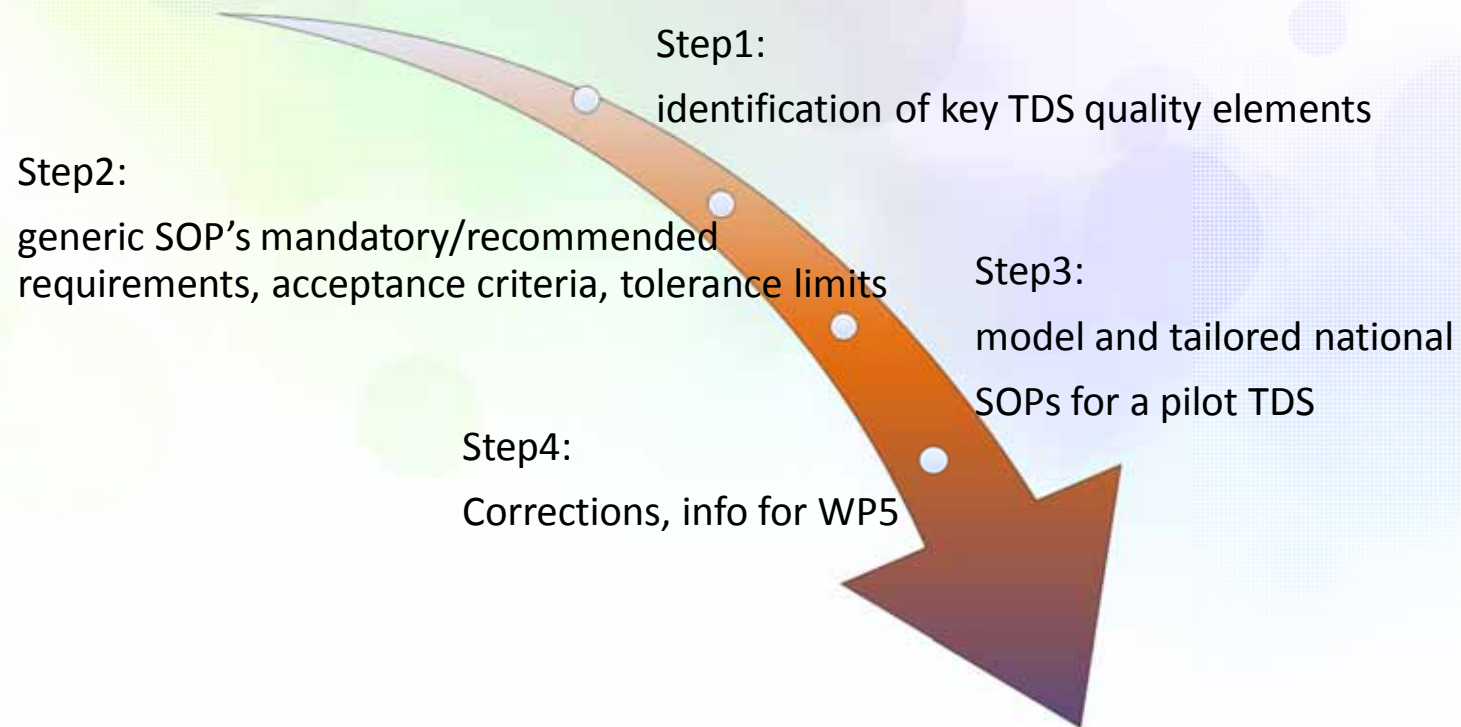 Step1:
identification of key TDS quality elements
Step2:
generic SOP’s mandatory/recommended
requirements, acceptance criteria, tolerance limits
Step3:
model and tailored national
SOPs for a pilot TDS
Step4:
Corrections, info for WP5